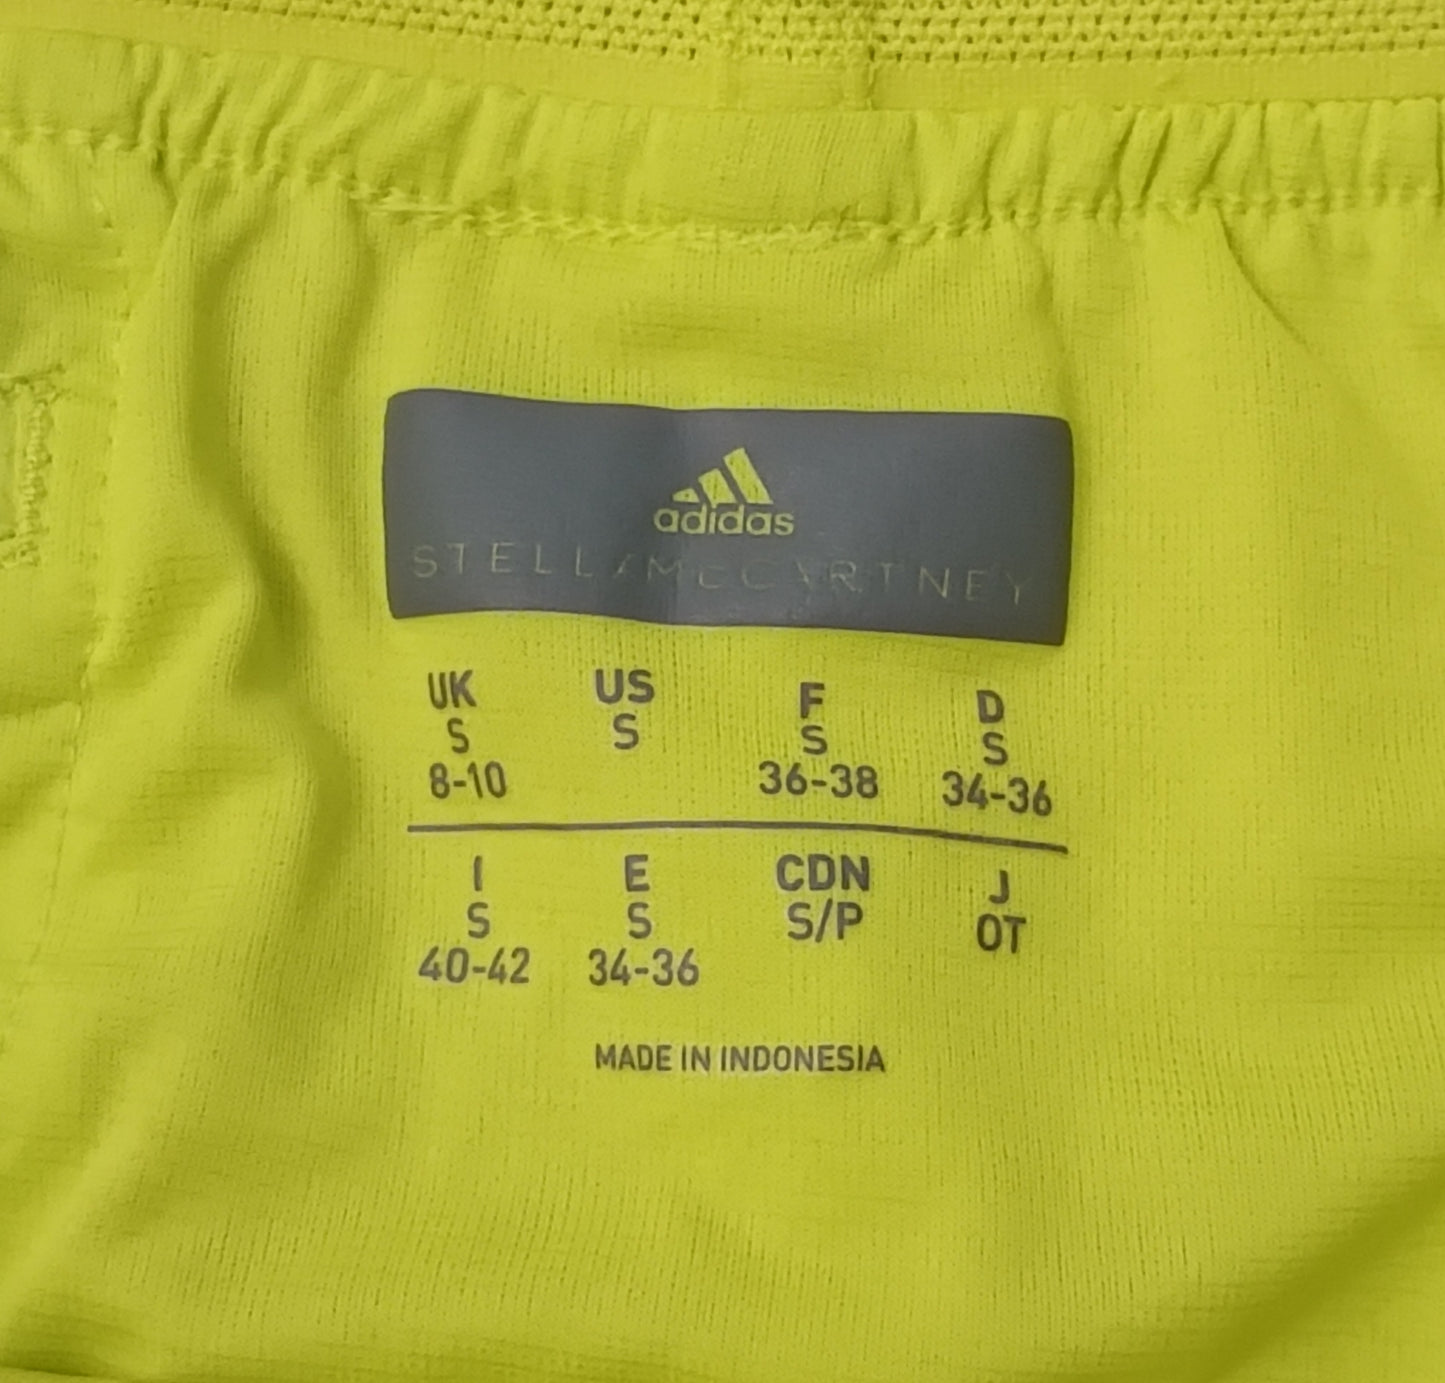 adidas
STELLAMcCARTNEY
UK US F D
S S S S
8-10 36-38 34-36
I E CDN J
S S S/P OT
40-42 34-36
MADE IN INDONESIA